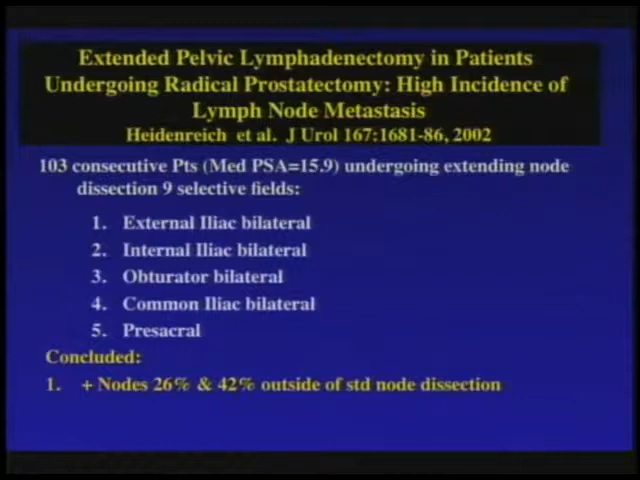 Extended Pelvic Lymphadenectomy in Patients
Undergoing Radical Prostatectomy: High Incidence of
Lymph Node Metastasis
Heidenreich et al. J Urol 167:1681-86, 2002
103 consecutive Pts (Med PSA=15.9) undergoing extending node
dissection 9 selective fields:
1. External Iliac bilateral
2. Internal Iliac bilateral
3. Obturator bilateral
4. Common Iliac bilateral
5. Presacral
Concluded:
1. + Nodes 26% & 42% outside of std node dissection